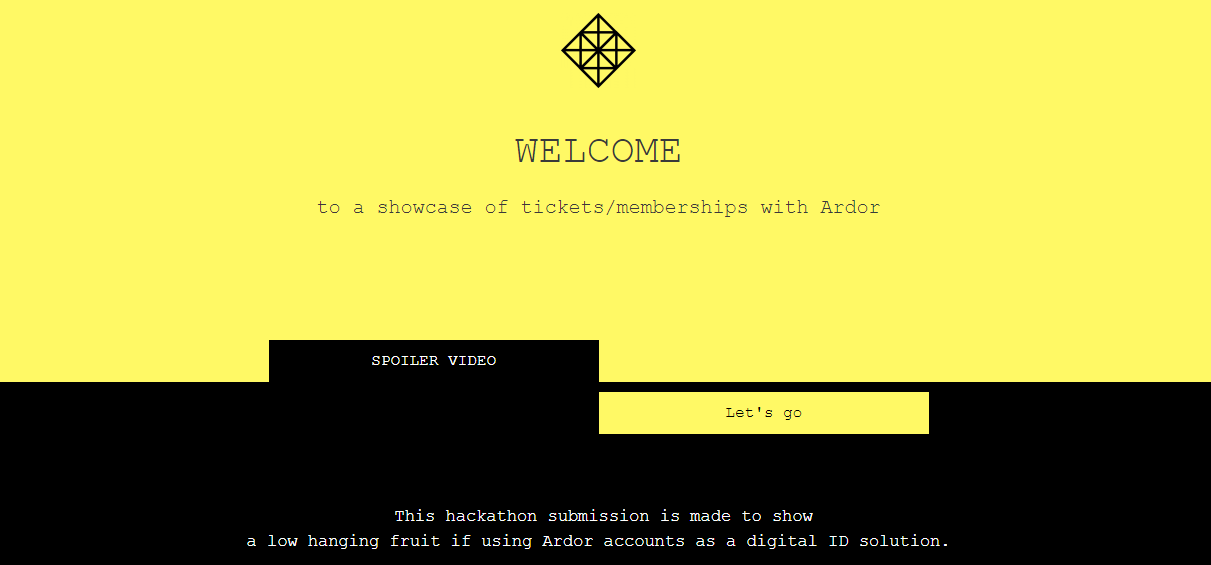 WELCOME
to a showcase of tickets/memberships with Ardor
SPOILER VIDEO
Let's go
This hackathon submission is made to show
a low hanging fruit if using Ardor accounts as a digital ID solution.